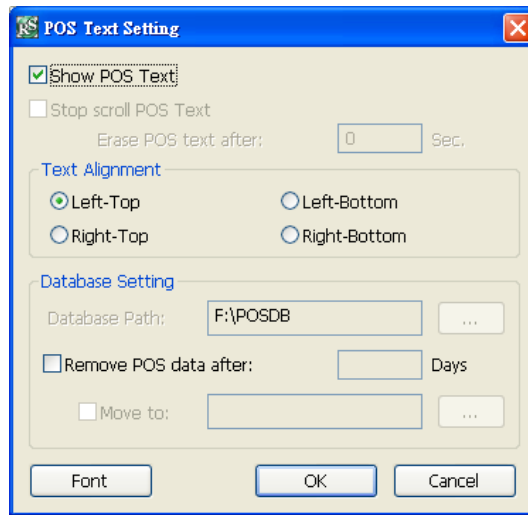 RS POS Text Setting
Show POS Text
Stop scroll POS Text
Erase POS text after: 0 Sec.
Text Alignment
Left-Top Left-Bottom
Right-Top Right-Bottom
Database Setting
Database Path: F:\POSDB ...
Remove POS data after: Days
Move to: ...
Font OK Cancel